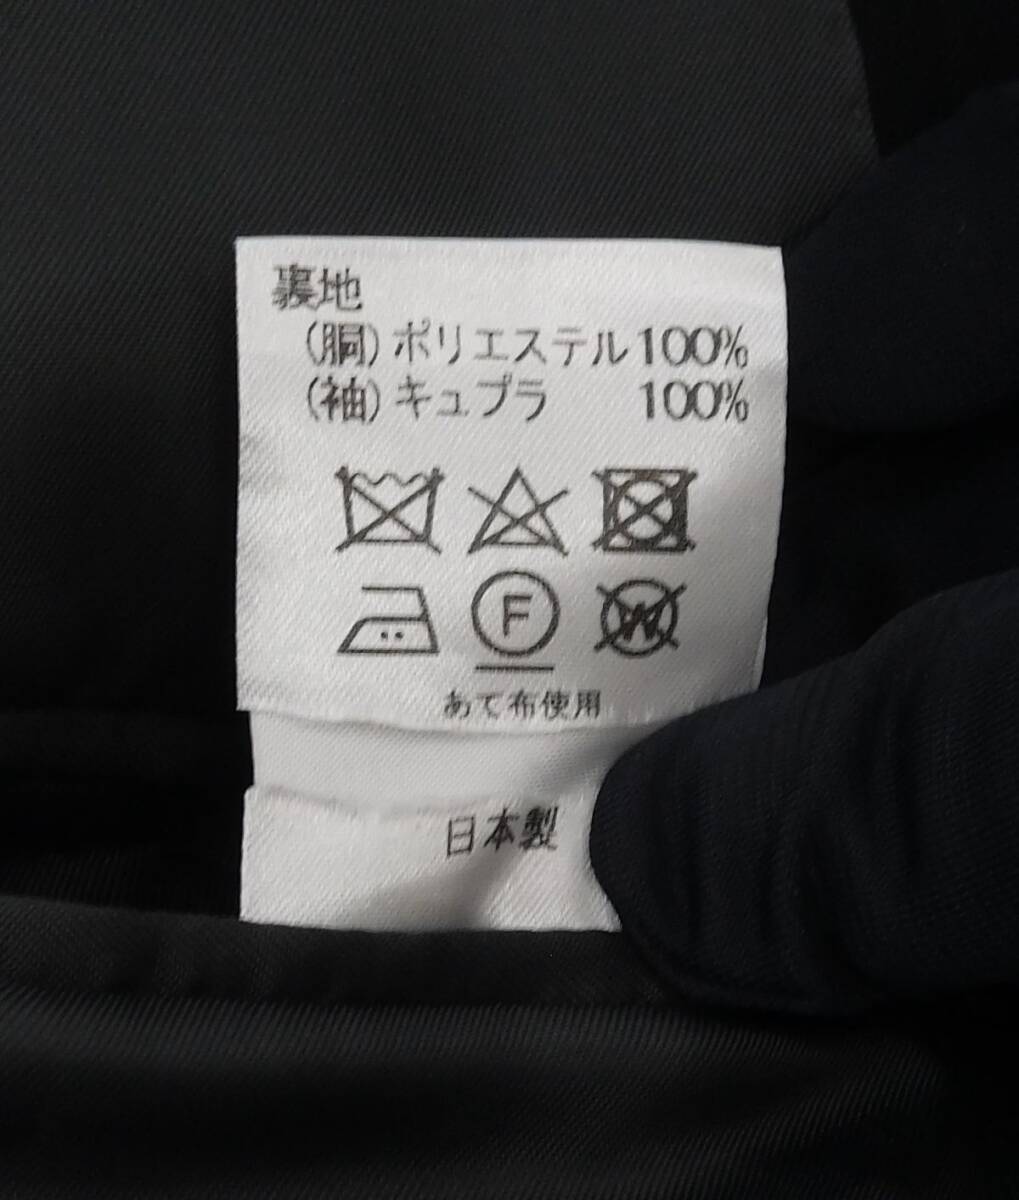 裏地
(胴)ポリエステル100%
(袖)キュプラ 100%
F W
あて布使用
日本製